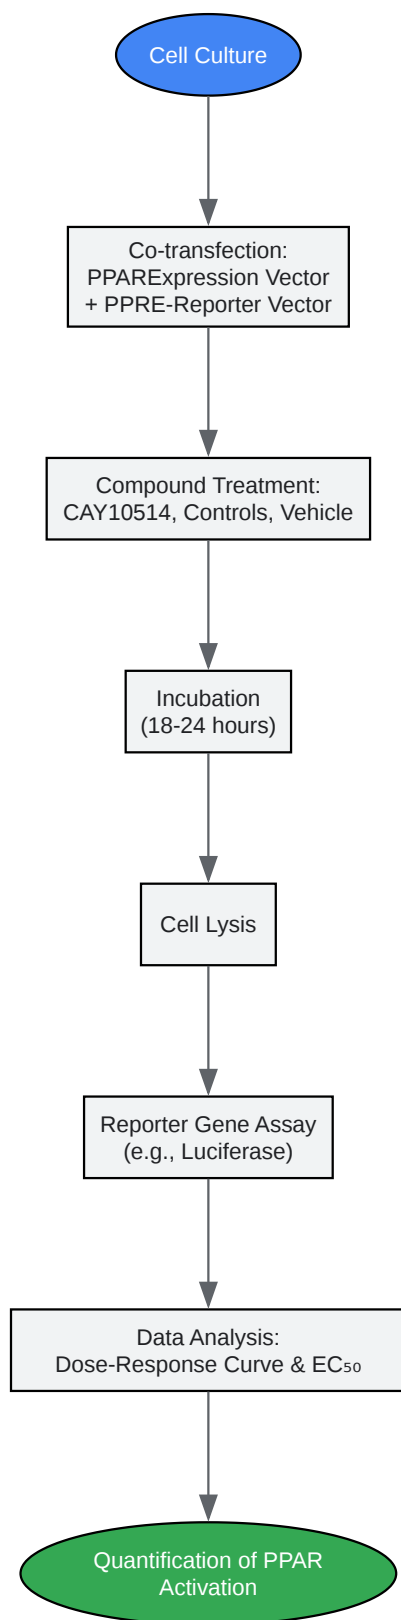 Cell Culture
Co-transfection:
PPARExpression Vector
+ PPRE-Reporter Vector
Compound Treatment:
CAY10514, Controls, Vehicle
Incubation
(18-24 hours)
Cell Lysis
Reporter Gene Assay
(e.g., Luciferase)
Data Analysis:
Dose-Response Curve & EC₅₀
Quantification of PPAR
Activation